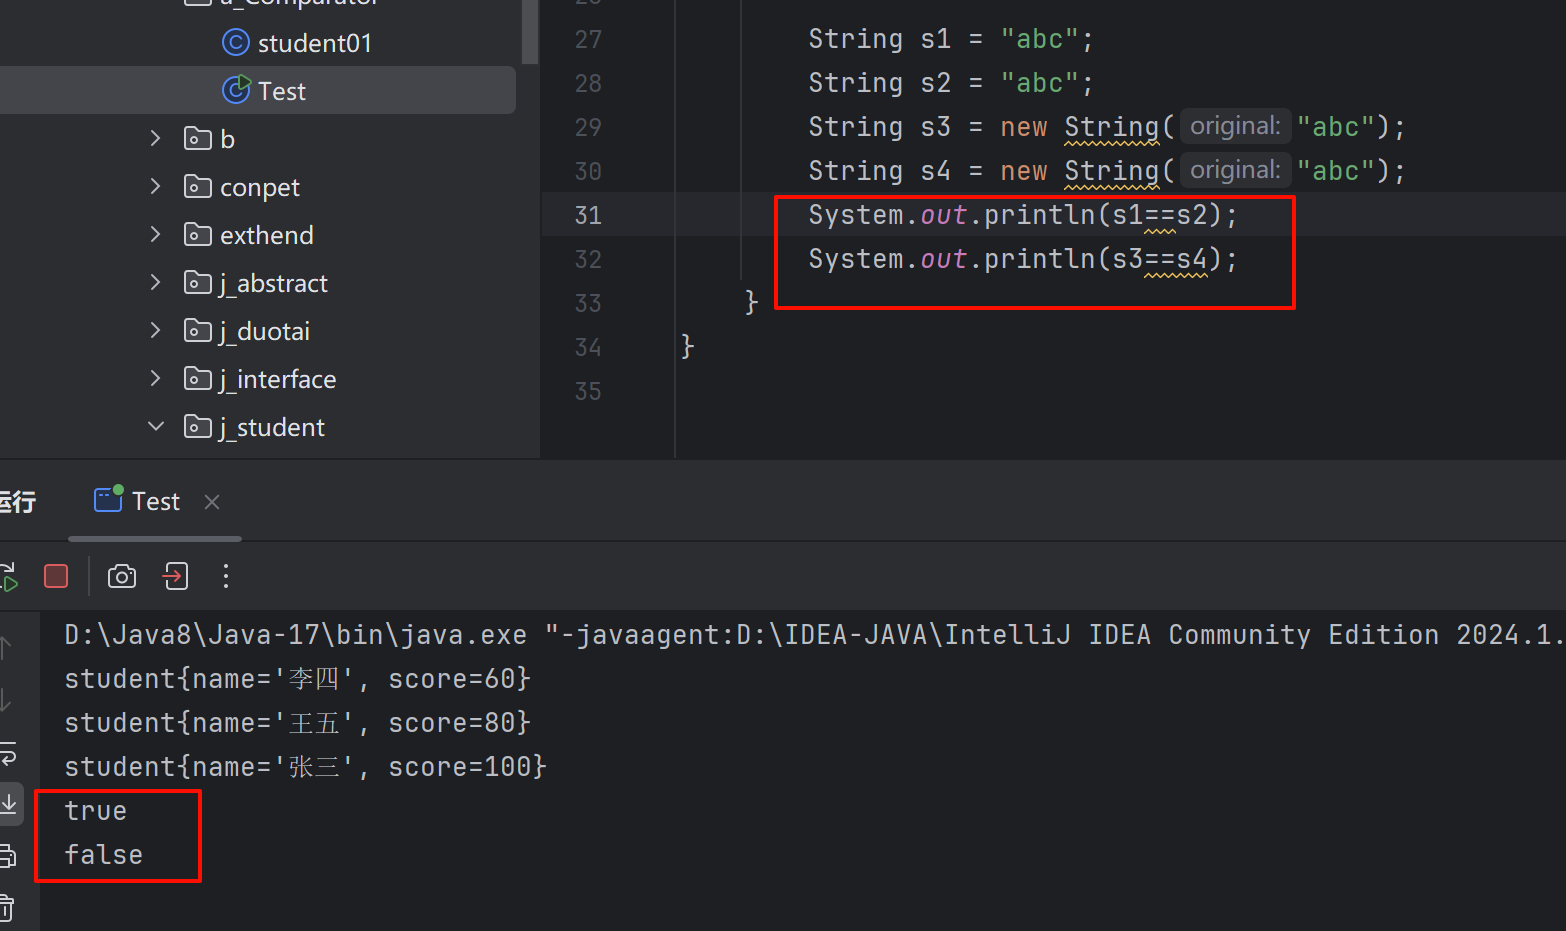 a_Comparator
student01
Test
b
conpet
exthend
j_abstract
j_duotai
j_interface
j_student
26
27 String s1 = "abc";
28 String s2 = "abc";
29 String s3 = new String( original: "abc");
30 String s4 = new String( original: "abc");
31 System.out.println(s1==s2);
32 System.out.println(s3==s4);
33 }
34 }
35
运行 Test
D:\Java8\Java-17\bin\java.exe "-javaagent:D:\IDEA-JAVA\IntelliJ IDEA Community Edition 2024.1.
student{name='李四', score=60}
student{name='王五', score=80}
student{name='张三', score=100}
true
false